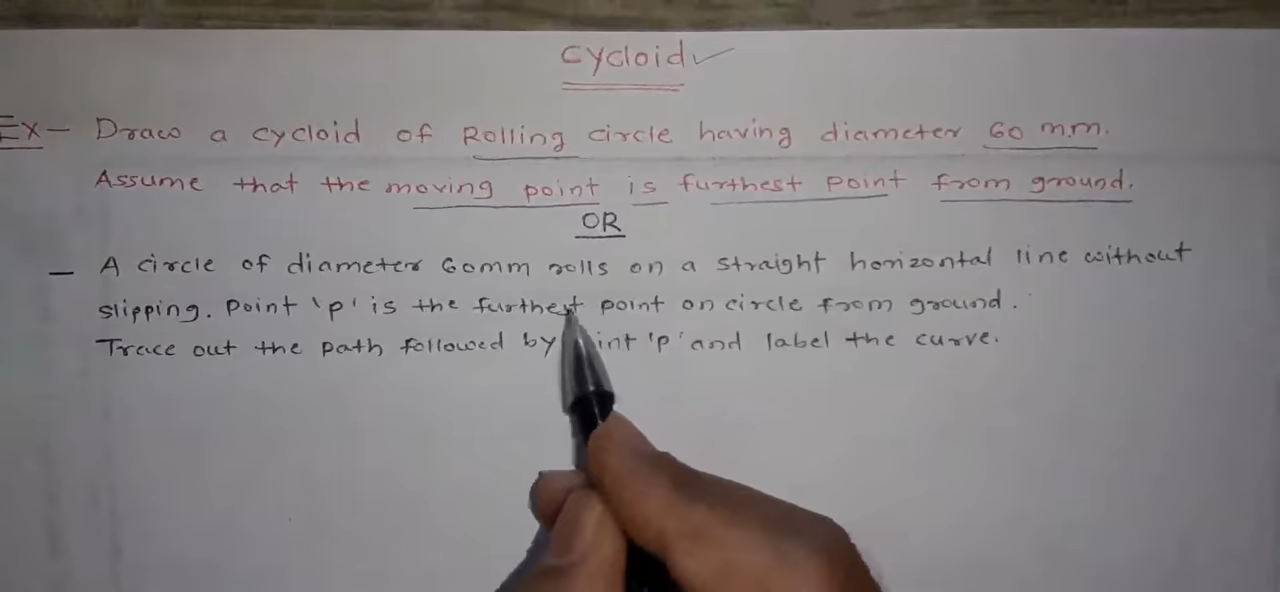 Cycloid ✓
Ex- Draw a cycloid of Rolling circle having diameter 60 mm.
Assume that the moving point is furthest point from ground.
OR
- A circle of diameter 60mm rolls on a straight horizontal line without
slipping. Point 'p' is the furthest point on circle from ground.
Trace out the path followed by 'p' and label the curve.